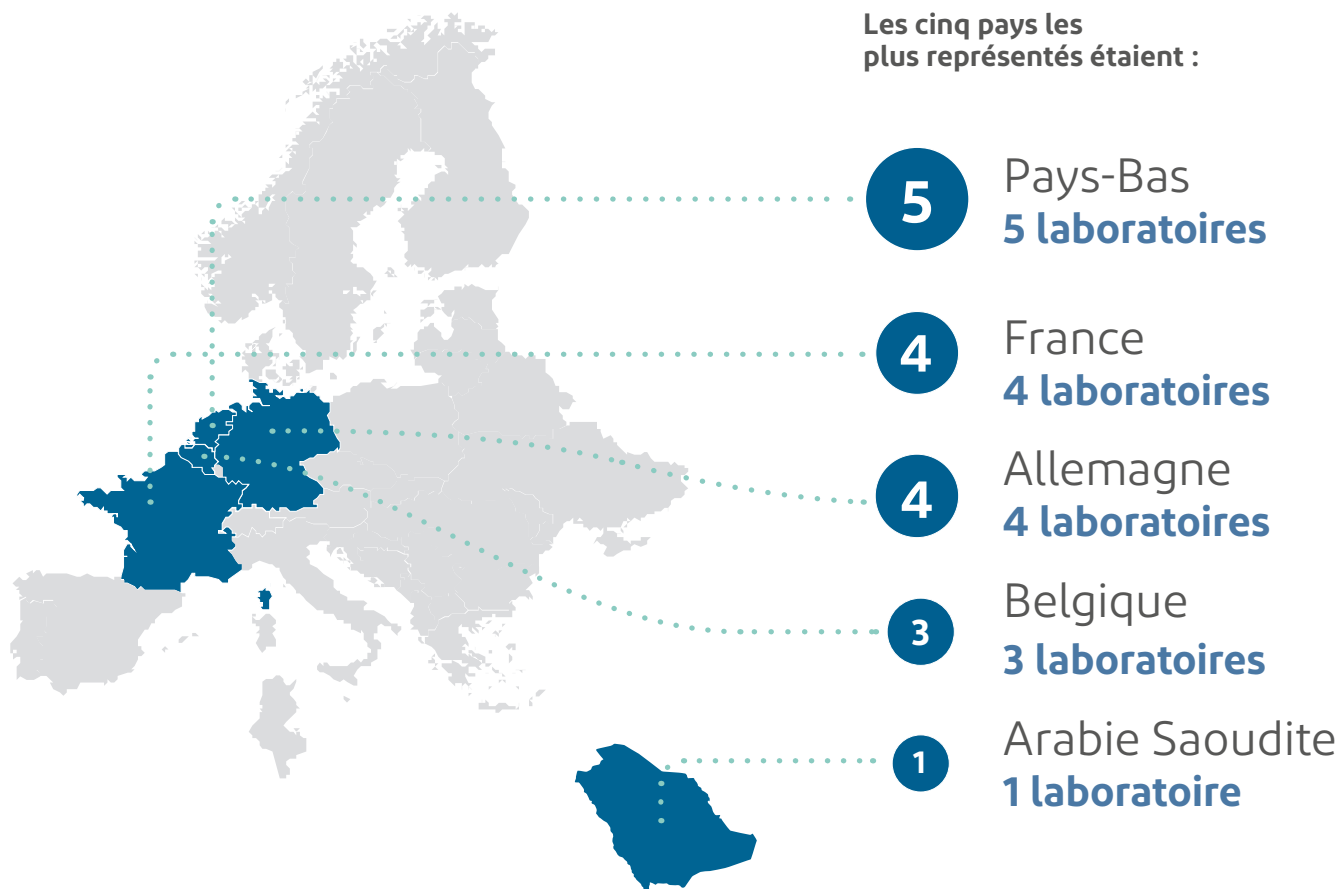 Les cinq pays les
plus représentés étaient :
5
Pays-Bas
5 laboratoires
4
France
4 laboratoires
4
Allemagne
4 laboratoires
3
Belgique
3 laboratoires
1
Arabie Saoudite
1 laboratoire